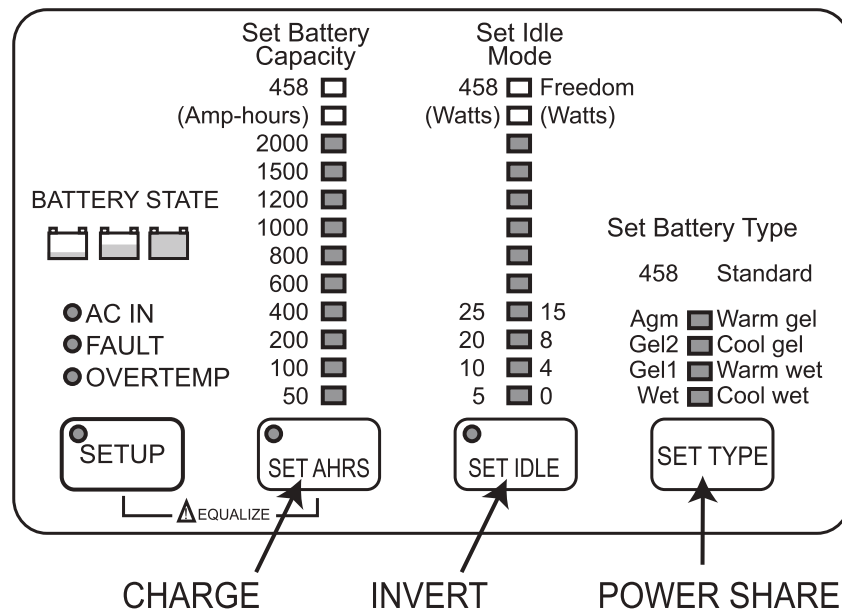 Set Battery
Capacity
458
(Amp-hours)
2000
1500
1200
1000
800
600
400
200
100
50
Set Idle
Mode
458 Freedom
(Watts) (Watts)
25 15
20 8
10 4
5 0
BATTERY STATE
AC IN
FAULT
OVERTEMP
Set Battery Type
458 Standard
Agm Warm gel
Gel2 Cool gel
Gel1 Warm wet
Wet Cool wet
SETUP
SET AHRS
SET IDLE
SET TYPE
! EQUALIZE
CHARGE
INVERT
POWER SHARE